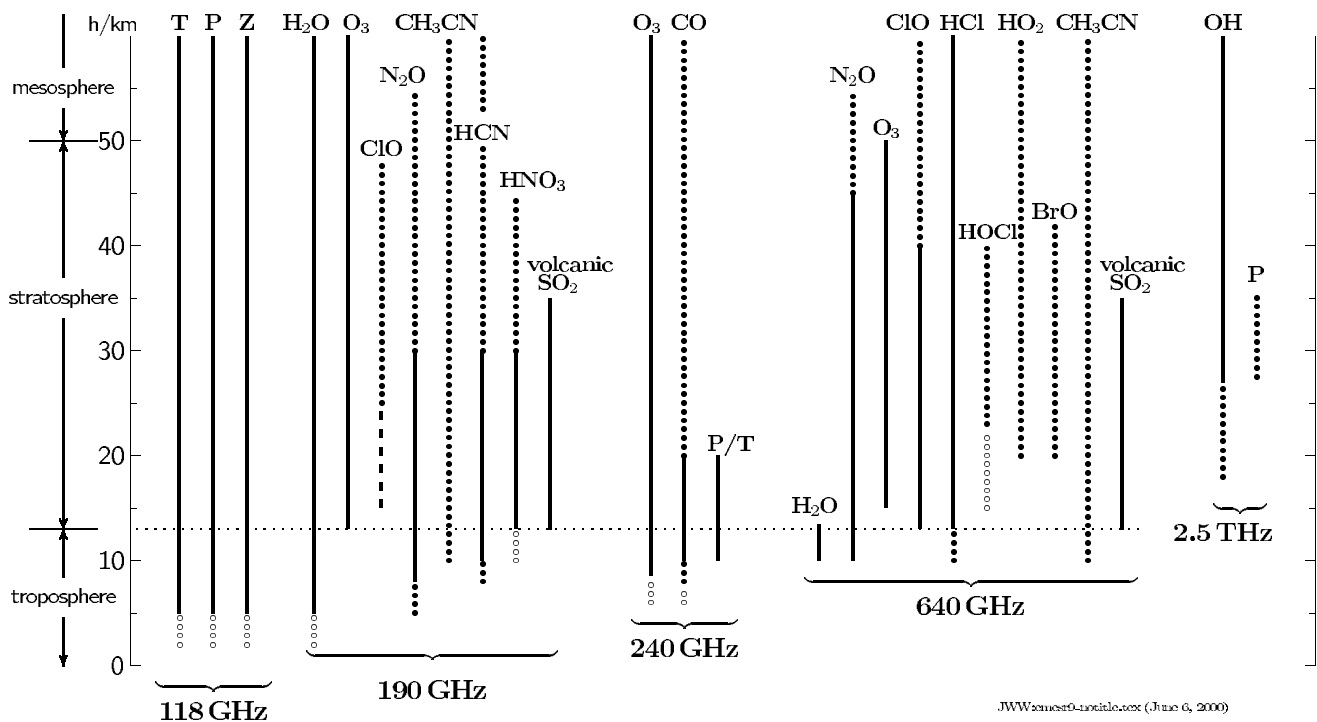 h/km T P Z H₂O O₃ CH₃CN O₃ CO ClO HCl HO₂ CH₃CN OH
N₂O N₂O
mesosphere
O₃
50 HCN
ClO
HNO₃
BrO
HOCl
40
volcanic volcanic
SO₂ SO₂ P
stratosphere
30
20 P/T
H₂O
2.5 THz
10
troposphere 640 GHz
240 GHz
0
190 GHz
118 GHz
JWW:emcsr9-notitle.tex (June 6, 2000)